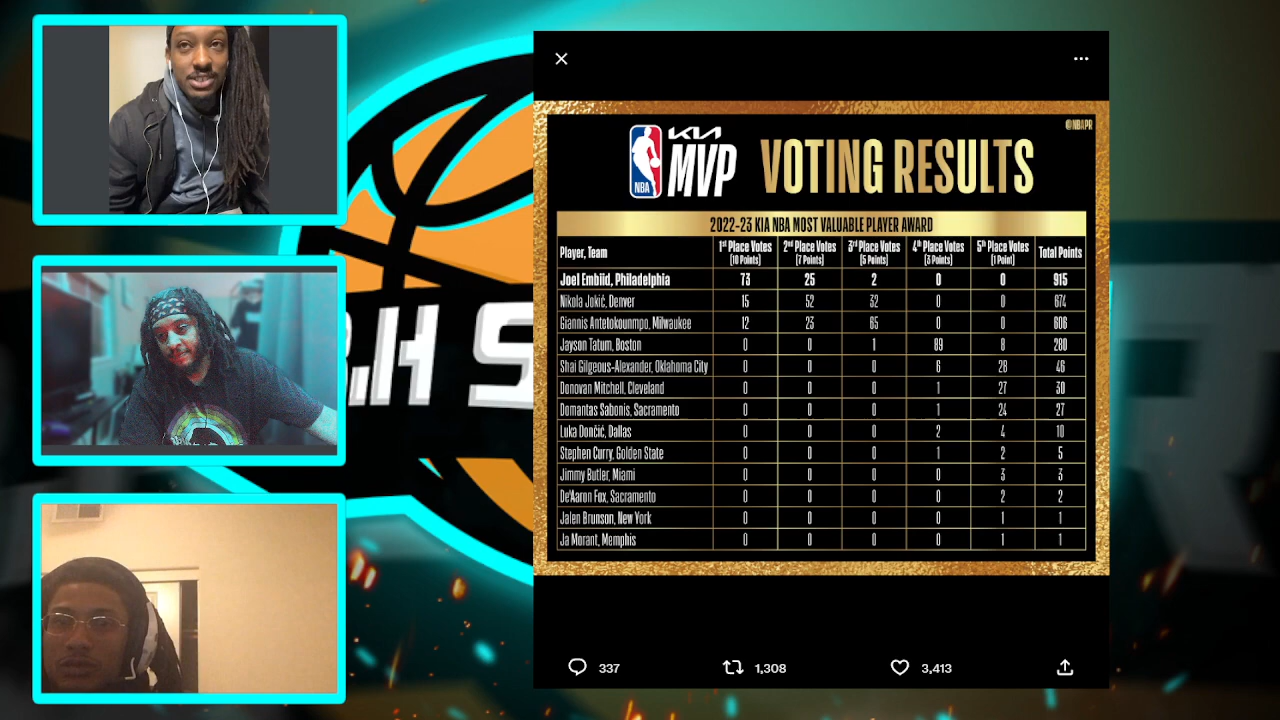 @NBAPR
KIA
NBA
MVP
VOTING RESULTS
2022-23 KIA NBA MOST VALUABLE PLAYER AWARD
Player, Team 1st Place Votes (10 Points) 2nd Place Votes (7 Points) 3rd Place Votes (5 Points) 4th Place Votes (3 Points) 5th Place Votes (1 Point) Total Points
Joel Embiid, Philadelphia 73 25 2 0 0 915
Nikola Jokić, Denver 15 52 32 0 0 674
Giannis Antetokounmpo, Milwaukee 12 23 65 0 0 606
Jayson Tatum, Boston 0 0 1 89 8 280
Shai Gilgeous-Alexander, Oklahoma City 0 0 0 6 28 46
Donovan Mitchell, Cleveland 0 0 0 1 27 30
Domantas Sabonis, Sacramento 0 0 0 1 24 27
Luka Dončić, Dallas 0 0 0 2 4 10
Stephen Curry, Golden State 0 0 0 1 2 5
Jimmy Butler, Miami 0 0 0 0 3 3
De'Aaron Fox, Sacramento 0 0 0 0 2 2
Jalen Brunson, New York 0 0 0 0 1 1
Ja Morant, Memphis 0 0 0 0 1 1
337 1,308 3,413